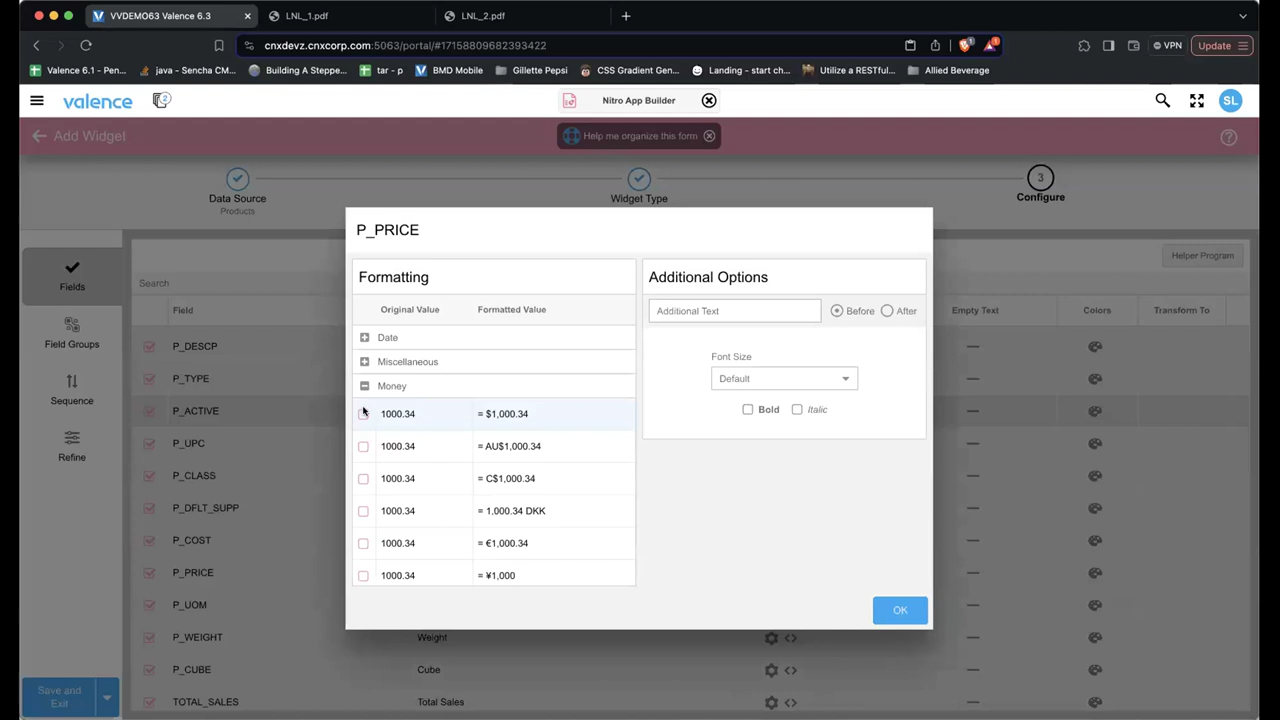 VVDEMO63 Valence 6.3
LNL_1.pdf
LNL_2.pdf
cnxdevz.cnxcorp.com:5063/portal/#17158809682393422
VPN
Update
Valence 6.1 - Pen...
java - Sencha CM...
Building A Steppe...
tar - p
BMD Mobile
Gillette Pepsi
CSS Gradient Gen...
Landing - start ch...
Utilize a RESTful...
Allied Beverage
valence
2
Nitro App Builder
SL
Add Widget
Help me organize this form
Data Source
Products
Widget Type
3
Configure
Fields
Field Groups
Sequence
Refine
Save and
Exit
Search
Helper Program
Field
Empty Text
Colors
Transform To
P_DESCP
P_TYPE
P_ACTIVE
P_UPC
P_CLASS
P_DFLT_SUPP
P_COST
P_PRICE
P_UOM
P_WEIGHT
Weight
P_CUBE
Cube
TOTAL_SALES
Total Sales
P_PRICE
Formatting
Original Value
Formatted Value
Date
Miscellaneous
Money
1000.34
= $1,000.34
1000.34
= AU$1,000.34
1000.34
= C$1,000.34
1000.34
= 1.000.34 DKK
1000.34
= €1,000.34
1000.34
= ¥1,000
Additional Options
Additional Text
Before
After
Font Size
Default
Bold
Italic
OK